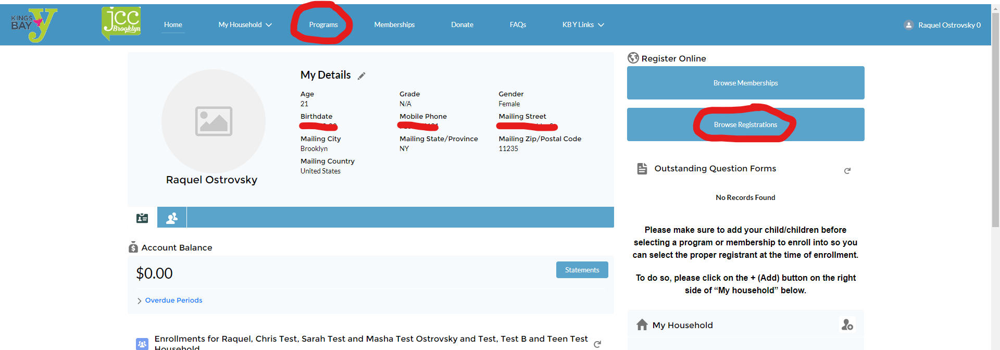 KINGS BAY y
jcc Brooklyn
Home My Household Programs Memberships Donate FAQs KB Y Links Raquel Ostrovsky 0
My Details
Age Grade Gender
21 N/A Female
Birthdate Mobile Phone Mailing Street
Mailing City Mailing State/Province Mailing Zip/Postal Code
Brooklyn NY 11235
Mailing Country
United States
Raquel Ostrovsky
Account Balance
$0.00
Statements
Overdue Periods
Enrollments for Raquel, Chris Test, Sarah Test and Masha Test Ostrovsky and Test, Test B and Teen Test
Household
Register Online
Browse Memberships
Browse Registrations
Outstanding Question Forms
No Records Found
Please make sure to add your child/children before
selecting a program or membership to enroll into so you
can select the proper registrant at the time of enrollment.
To do so, please click on the + (Add) button on the right
side of “My household” below.
My Household